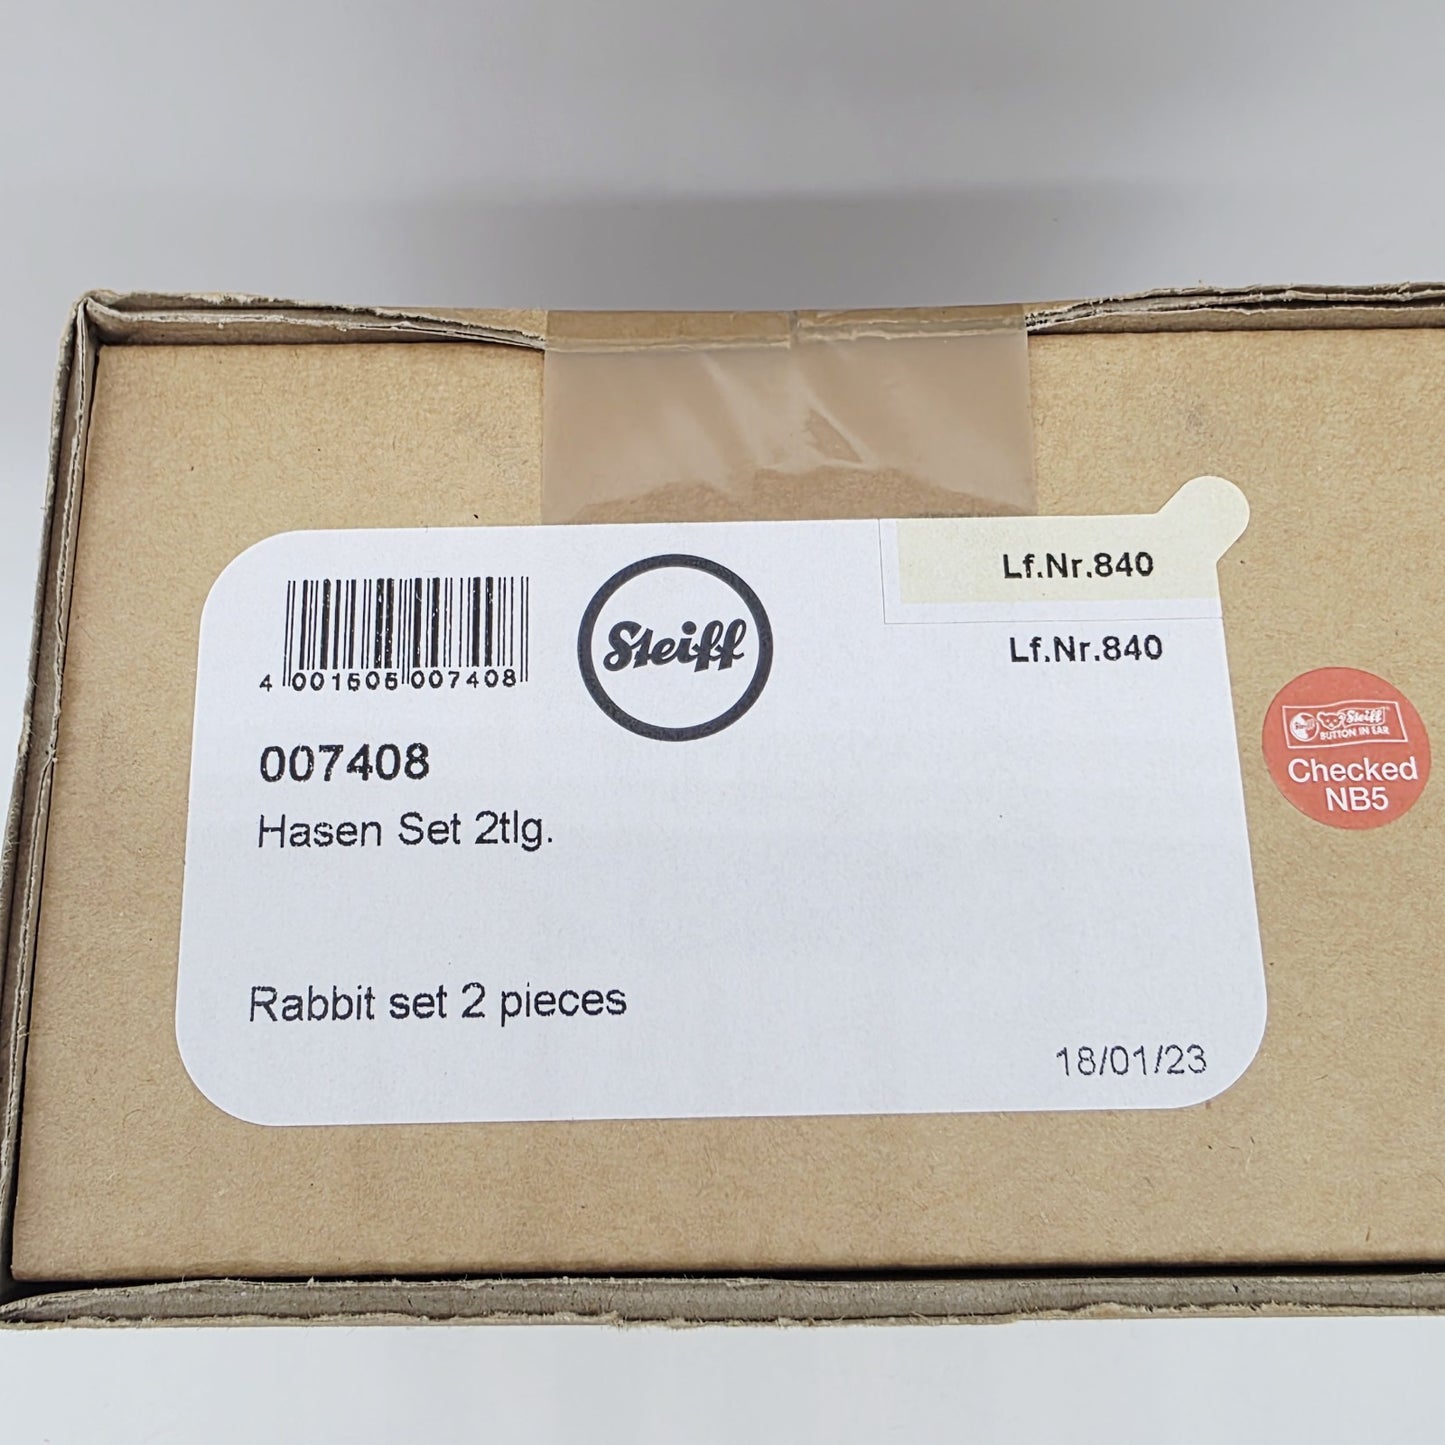 Lf.Nr.840
4 001505 007408
Steiff
Lf.Nr.840
007408
Hasen Set 2tlg.
Rabbit set 2 pieces
18/01/23
Steiff
BUTTON IN EAR
Checked
NB5